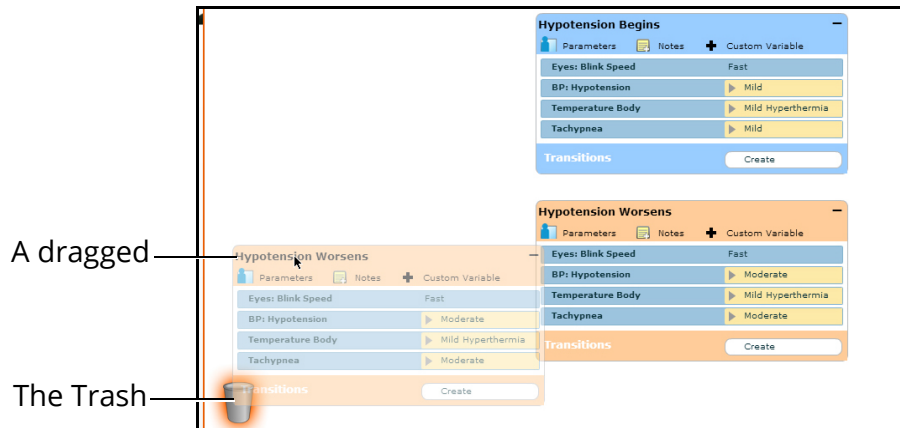 Hypotension Begins
Parameters Notes Custom Variable
Eyes: Blink Speed Fast
BP: Hypotension Mild
Temperature Body Mild Hyperthermia
Tachypnea Mild
Transitions Create
Hypotension Worsens
Parameters Notes Custom Variable
Eyes: Blink Speed Fast
BP: Hypotension Moderate
Temperature Body Mild Hyperthermia
Tachypnea Moderate
Transitions Create
A dragged
Hypotension Worsens
Parameters Notes Custom Variable
Eyes: Blink Speed Fast
BP: Hypotension Moderate
Temperature Body Mild Hyperthermia
Tachypnea Moderate
Transitions Create
The Trash